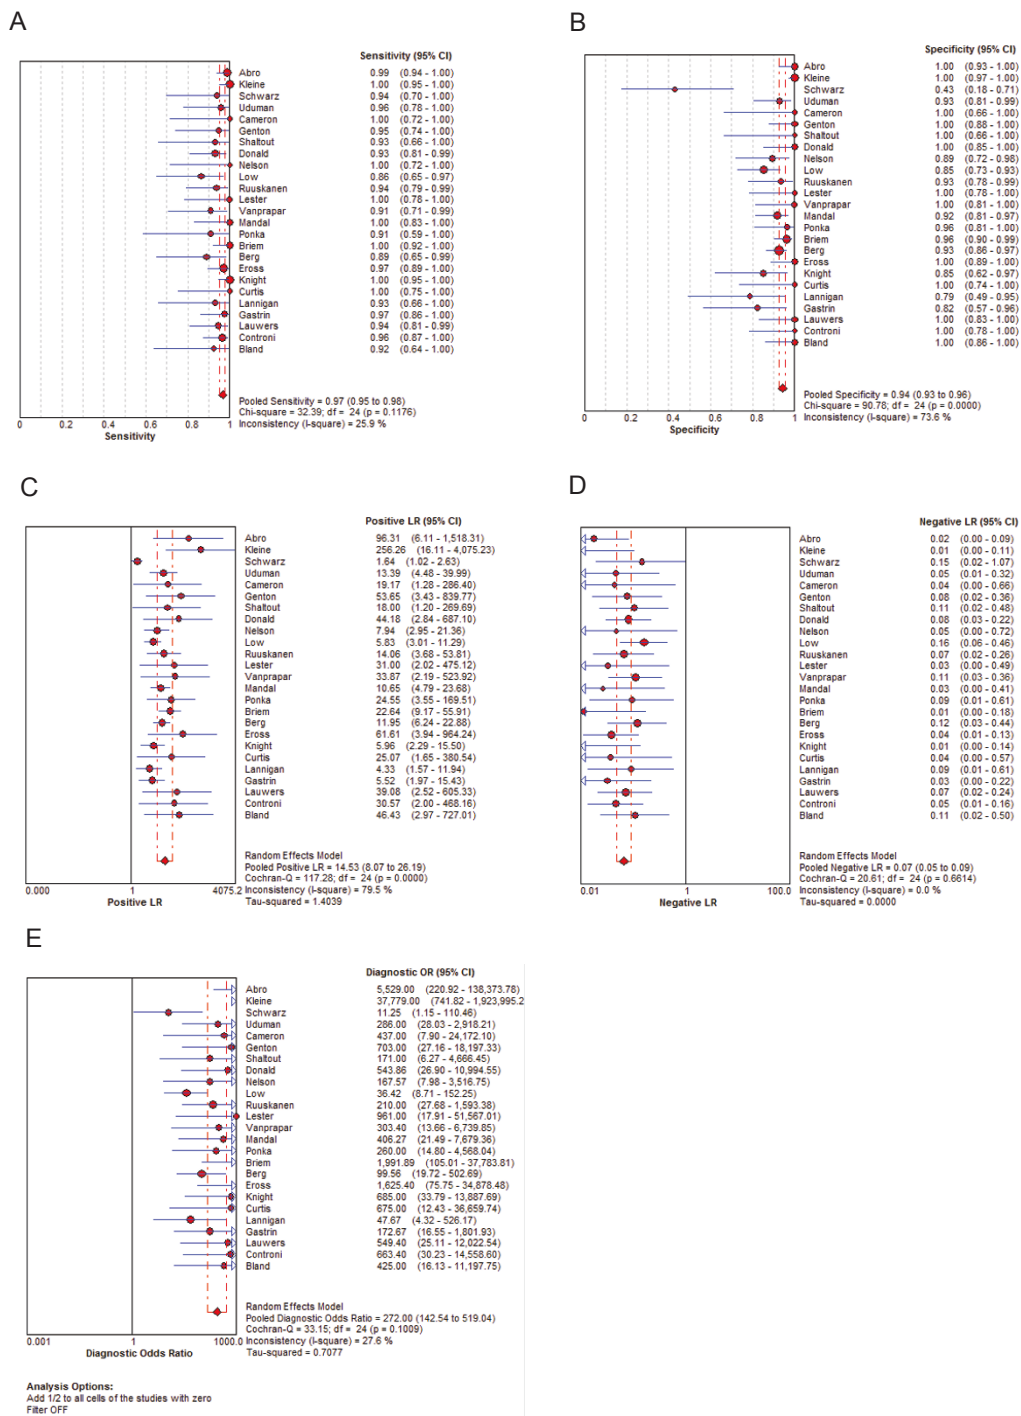 A
Sensitivity (95% CI)
Abro 0.99 (0.94 - 1.00)
Kleine 1.00 (0.95 - 1.00)
Schwarz 0.94 (0.70 - 1.00)
Uduman 0.96 (0.78 - 1.00)
Cameron 1.00 (0.72 - 1.00)
Genton 0.95 (0.74 - 1.00)
Shaltout 0.93 (0.66 - 1.00)
Donald 0.93 (0.81 - 0.99)
Nelson 1.00 (0.72 - 1.00)
Low 0.86 (0.65 - 0.97)
Ruuskanen 0.94 (0.79 - 0.99)
Lester 1.00 (0.78 - 1.00)
Vanprapar 0.91 (0.71 - 0.99)
Mandal 1.00 (0.83 - 1.00)
Ponka 0.91 (0.59 - 1.00)
Briem 1.00 (0.92 - 1.00)
Berg 0.89 (0.65 - 0.99)
Eross 0.97 (0.89 - 1.00)
Knight 1.00 (0.95 - 1.00)
Curtis 1.00 (0.75 - 1.00)
Lannigan 0.93 (0.66 - 1.00)
Gastrin 0.97 (0.86 - 1.00)
Lauwers 0.94 (0.81 - 0.99)
Controni 0.96 (0.87 - 1.00)
Bland 0.92 (0.64 - 1.00)
Pooled Sensitivity = 0.97 (0.95 to 0.98)
Chi-square = 32.39; df = 24 (p = 0.1176)
Inconsistency (I-square) = 25.9 %
0 0.2 0.4 0.6 0.8 1
Sensitivity
B
Specificity (95% CI)
Abro 1.00 (0.93 - 1.00)
Kleine 1.00 (0.97 - 1.00)
Schwarz 0.43 (0.18 - 0.71)
Uduman 0.93 (0.81 - 0.99)
Cameron 1.00 (0.66 - 1.00)
Genton 1.00 (0.88 - 1.00)
Shaltout 1.00 (0.66 - 1.00)
Donald 1.00 (0.85 - 1.00)
Nelson 0.89 (0.72 - 0.98)
Low 0.85 (0.73 - 0.93)
Ruuskanen 0.93 (0.78 - 0.99)
Lester 1.00 (0.78 - 1.00)
Vanprapar 1.00 (0.81 - 1.00)
Mandal 0.92 (0.81 - 0.97)
Ponka 0.96 (0.81 - 1.00)
Briem 0.96 (0.90 - 0.99)
Berg 0.93 (0.86 - 0.97)
Eross 1.00 (0.89 - 1.00)
Knight 0.85 (0.62 - 0.97)
Curtis 1.00 (0.74 - 1.00)
Lannigan 0.79 (0.49 - 0.95)
Gastrin 0.82 (0.57 - 0.96)
Lauwers 1.00 (0.83 - 1.00)
Controni 1.00 (0.78 - 1.00)
Bland 1.00 (0.86 - 1.00)
Pooled Specificity = 0.94 (0.93 to 0.96)
Chi-square = 90.78; df = 24 (p = 0.0000)
Inconsistency (I-square) = 73.6 %
0 0.2 0.4 0.6 0.8 1
Specificity
C
Positive LR (95% CI)
Abro 96.31 (6.11 - 1,518.31)
Kleine 256.26 (16.11 - 4,075.23)
Schwarz 1.64 (1.02 - 2.63)
Uduman 13.39 (4.48 - 39.99)
Cameron 19.17 (1.28 - 286.40)
Genton 53.65 (3.43 - 839.77)
Shaltout 18.00 (1.20 - 269.69)
Donald 44.18 (2.84 - 687.10)
Nelson 7.94 (2.95 - 21.36)
Low 5.83 (3.01 - 11.29)
Ruuskanen 14.06 (3.68 - 53.81)
Lester 31.00 (2.02 - 475.12)
Vanprapar 33.87 (2.19 - 523.92)
Mandal 10.65 (4.79 - 23.68)
Ponka 24.55 (3.55 - 169.51)
Briem 22.64 (9.17 - 55.91)
Berg 11.95 (6.24 - 22.88)
Eross 61.61 (3.94 - 964.24)
Knight 5.96 (2.29 - 15.50)
Curtis 25.07 (1.65 - 380.54)
Lannigan 4.33 (1.57 - 11.94)
Gastrin 5.52 (1.97 - 15.43)
Lauwers 39.08 (2.52 - 605.33)
Controni 30.57 (2.00 - 468.16)
Bland 46.43 (2.97 - 727.01)
Random Effects Model
Pooled Positive LR = 14.53 (8.07 to 26.19)
Cochran-Q = 117.28; df = 24 (p = 0.0000)
Inconsistency (I-square) = 79.5 %
Tau-squared = 1.4039
0.000 1 4075.2
Positive LR
D
Negative LR (95% CI)
Abro 0.02 (0.00 - 0.09)
Kleine 0.01 (0.00 - 0.11)
Schwarz 0.15 (0.02 - 1.07)
Uduman 0.05 (0.01 - 0.32)
Cameron 0.04 (0.00 - 0.66)
Genton 0.08 (0.02 - 0.36)
Shaltout 0.11 (0.02 - 0.48)
Donald 0.08 (0.03 - 0.22)
Nelson 0.05 (0.00 - 0.72)
Low 0.16 (0.06 - 0.46)
Ruuskanen 0.07 (0.02 - 0.26)
Lester 0.03 (0.00 - 0.49)
Vanprapar 0.11 (0.03 - 0.36)
Mandal 0.03 (0.00 - 0.41)
Ponka 0.09 (0.01 - 0.61)
Briem 0.01 (0.00 - 0.18)
Berg 0.12 (0.03 - 0.44)
Eross 0.04 (0.01 - 0.13)
Knight 0.01 (0.00 - 0.14)
Curtis 0.04 (0.00 - 0.57)
Lannigan 0.09 (0.01 - 0.61)
Gastrin 0.03 (0.00 - 0.22)
Lauwers 0.07 (0.02 - 0.24)
Controni 0.05 (0.01 - 0.16)
Bland 0.11 (0.02 - 0.50)
Random Effects Model
Pooled Negative LR = 0.07 (0.05 to 0.09)
Cochran-Q = 20.61; df = 24 (p = 0.6614)
Inconsistency (I-square) = 0.0 %
Tau-squared = 0.0000
0.01 1 100.0
Negative LR
E
Diagnostic OR (95% CI)
Abro 5,529.00 (220.92 - 138,373.78)
Kleine 37,779.00 (741.82 - 1,923,995.2
Schwarz 11.25 (1.15 - 110.46)
Uduman 286.00 (28.03 - 2,918.21)
Cameron 437.00 (7.90 - 24,172.10)
Genton 703.00 (27.16 - 18,197.33)
Shaltout 171.00 (6.27 - 4,666.45)
Donald 543.86 (26.90 - 10,994.55)
Nelson 167.57 (7.98 - 3,516.75)
Low 36.42 (8.71 - 152.25)
Ruuskanen 210.00 (27.68 - 1,593.38)
Lester 961.00 (17.91 - 51,567.01)
Vanprapar 303.40 (13.66 - 6,739.85)
Mandal 406.27 (21.49 - 7,679.36)
Ponka 260.00 (14.80 - 4,568.04)
Briem 1,991.89 (105.01 - 37,783.81)
Berg 99.56 (19.72 - 502.69)
Eross 1,625.40 (75.75 - 34,878.48)
Knight 685.00 (33.79 - 13,887.69)
Curtis 675.00 (12.43 - 36,659.74)
Lannigan 47.67 (4.32 - 526.17)
Gastrin 172.67 (16.55 - 1,801.93)
Lauwers 549.40 (25.11 - 12,022.54)
Controni 663.40 (30.23 - 14,558.60)
Bland 425.00 (16.13 - 11,197.75)
Random Effects Model
Pooled Diagnostic Odds Ratio = 272.00 (142.54 to 519.04)
Cochran-Q = 33.15; df = 24 (p = 0.1009)
Inconsistency (I-square) = 27.6 %
Tau-squared = 0.7077
0.001 1 1000.0
Diagnostic Odds Ratio
Analysis Options:
Add 1/2 to all cells of the studies with zero
Filter OFF